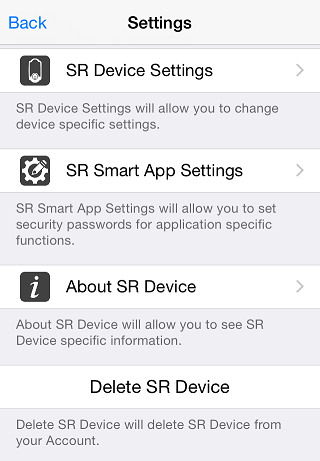 Back Settings
SR Device Settings
SR Device Settings will allow you to change
device specific settings.
SR Smart App Settings
SR Smart App Settings will allow you to set
security passwords for application specific
functions.
About SR Device
About SR Device will allow you to see SR
Device specific information.
Delete SR Device
Delete SR Device will delete SR Device from
your Account.